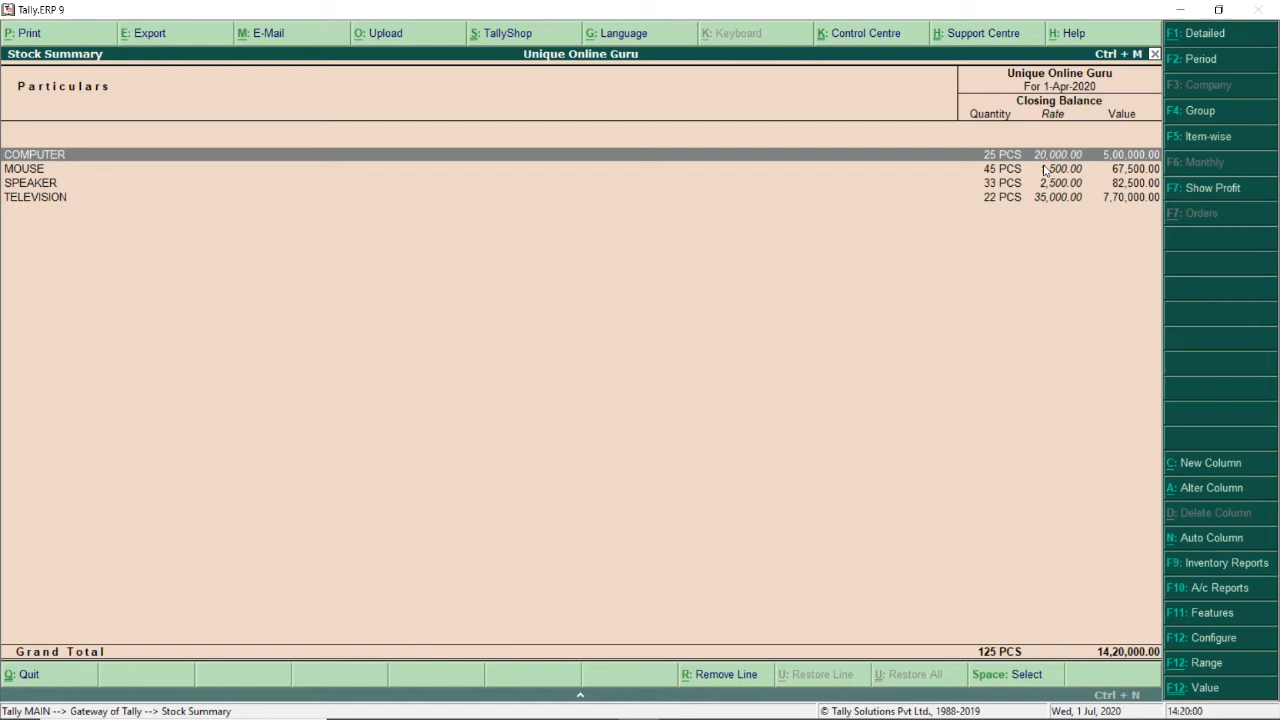 Tally.ERP 9
P: Print E: Export M: E-Mail O: Upload S: TallyShop G: Language K: Keyboard K: Control Centre H: Support Centre H: Help
Stock Summary Unique Online Guru Ctrl + M
Particulars
Unique Online Guru
For 1-Apr-2020
Closing Balance
Quantity Rate Value
COMPUTER 25 PCS 20,000.00 5,00,000.00
MOUSE 45 PCS 500.00 67,500.00
SPEAKER 33 PCS 2,500.00 82,500.00
TELEVISION 22 PCS 35,000.00 7,70,000.00
Grand Total 125 PCS 14,20,000.00
Q: Quit R: Remove Line U: Restore Line U: Restore All Space: Select
Ctrl + N
F1: Detailed
F2: Period
F3: Company
F4: Group
F5: Item-wise
F6: Monthly
F7: Show Profit
F7: Orders
C: New Column
A: Alter Column
D: Delete Column
N: Auto Column
F9: Inventory Reports
F10: A/c Reports
F11: Features
F12: Configure
F12: Range
F12: Value
Tally MAIN --> Gateway of Tally --> Stock Summary © Tally Solutions Pvt Ltd., 1988-2019 Wed, 1 Jul, 2020 14:20:00